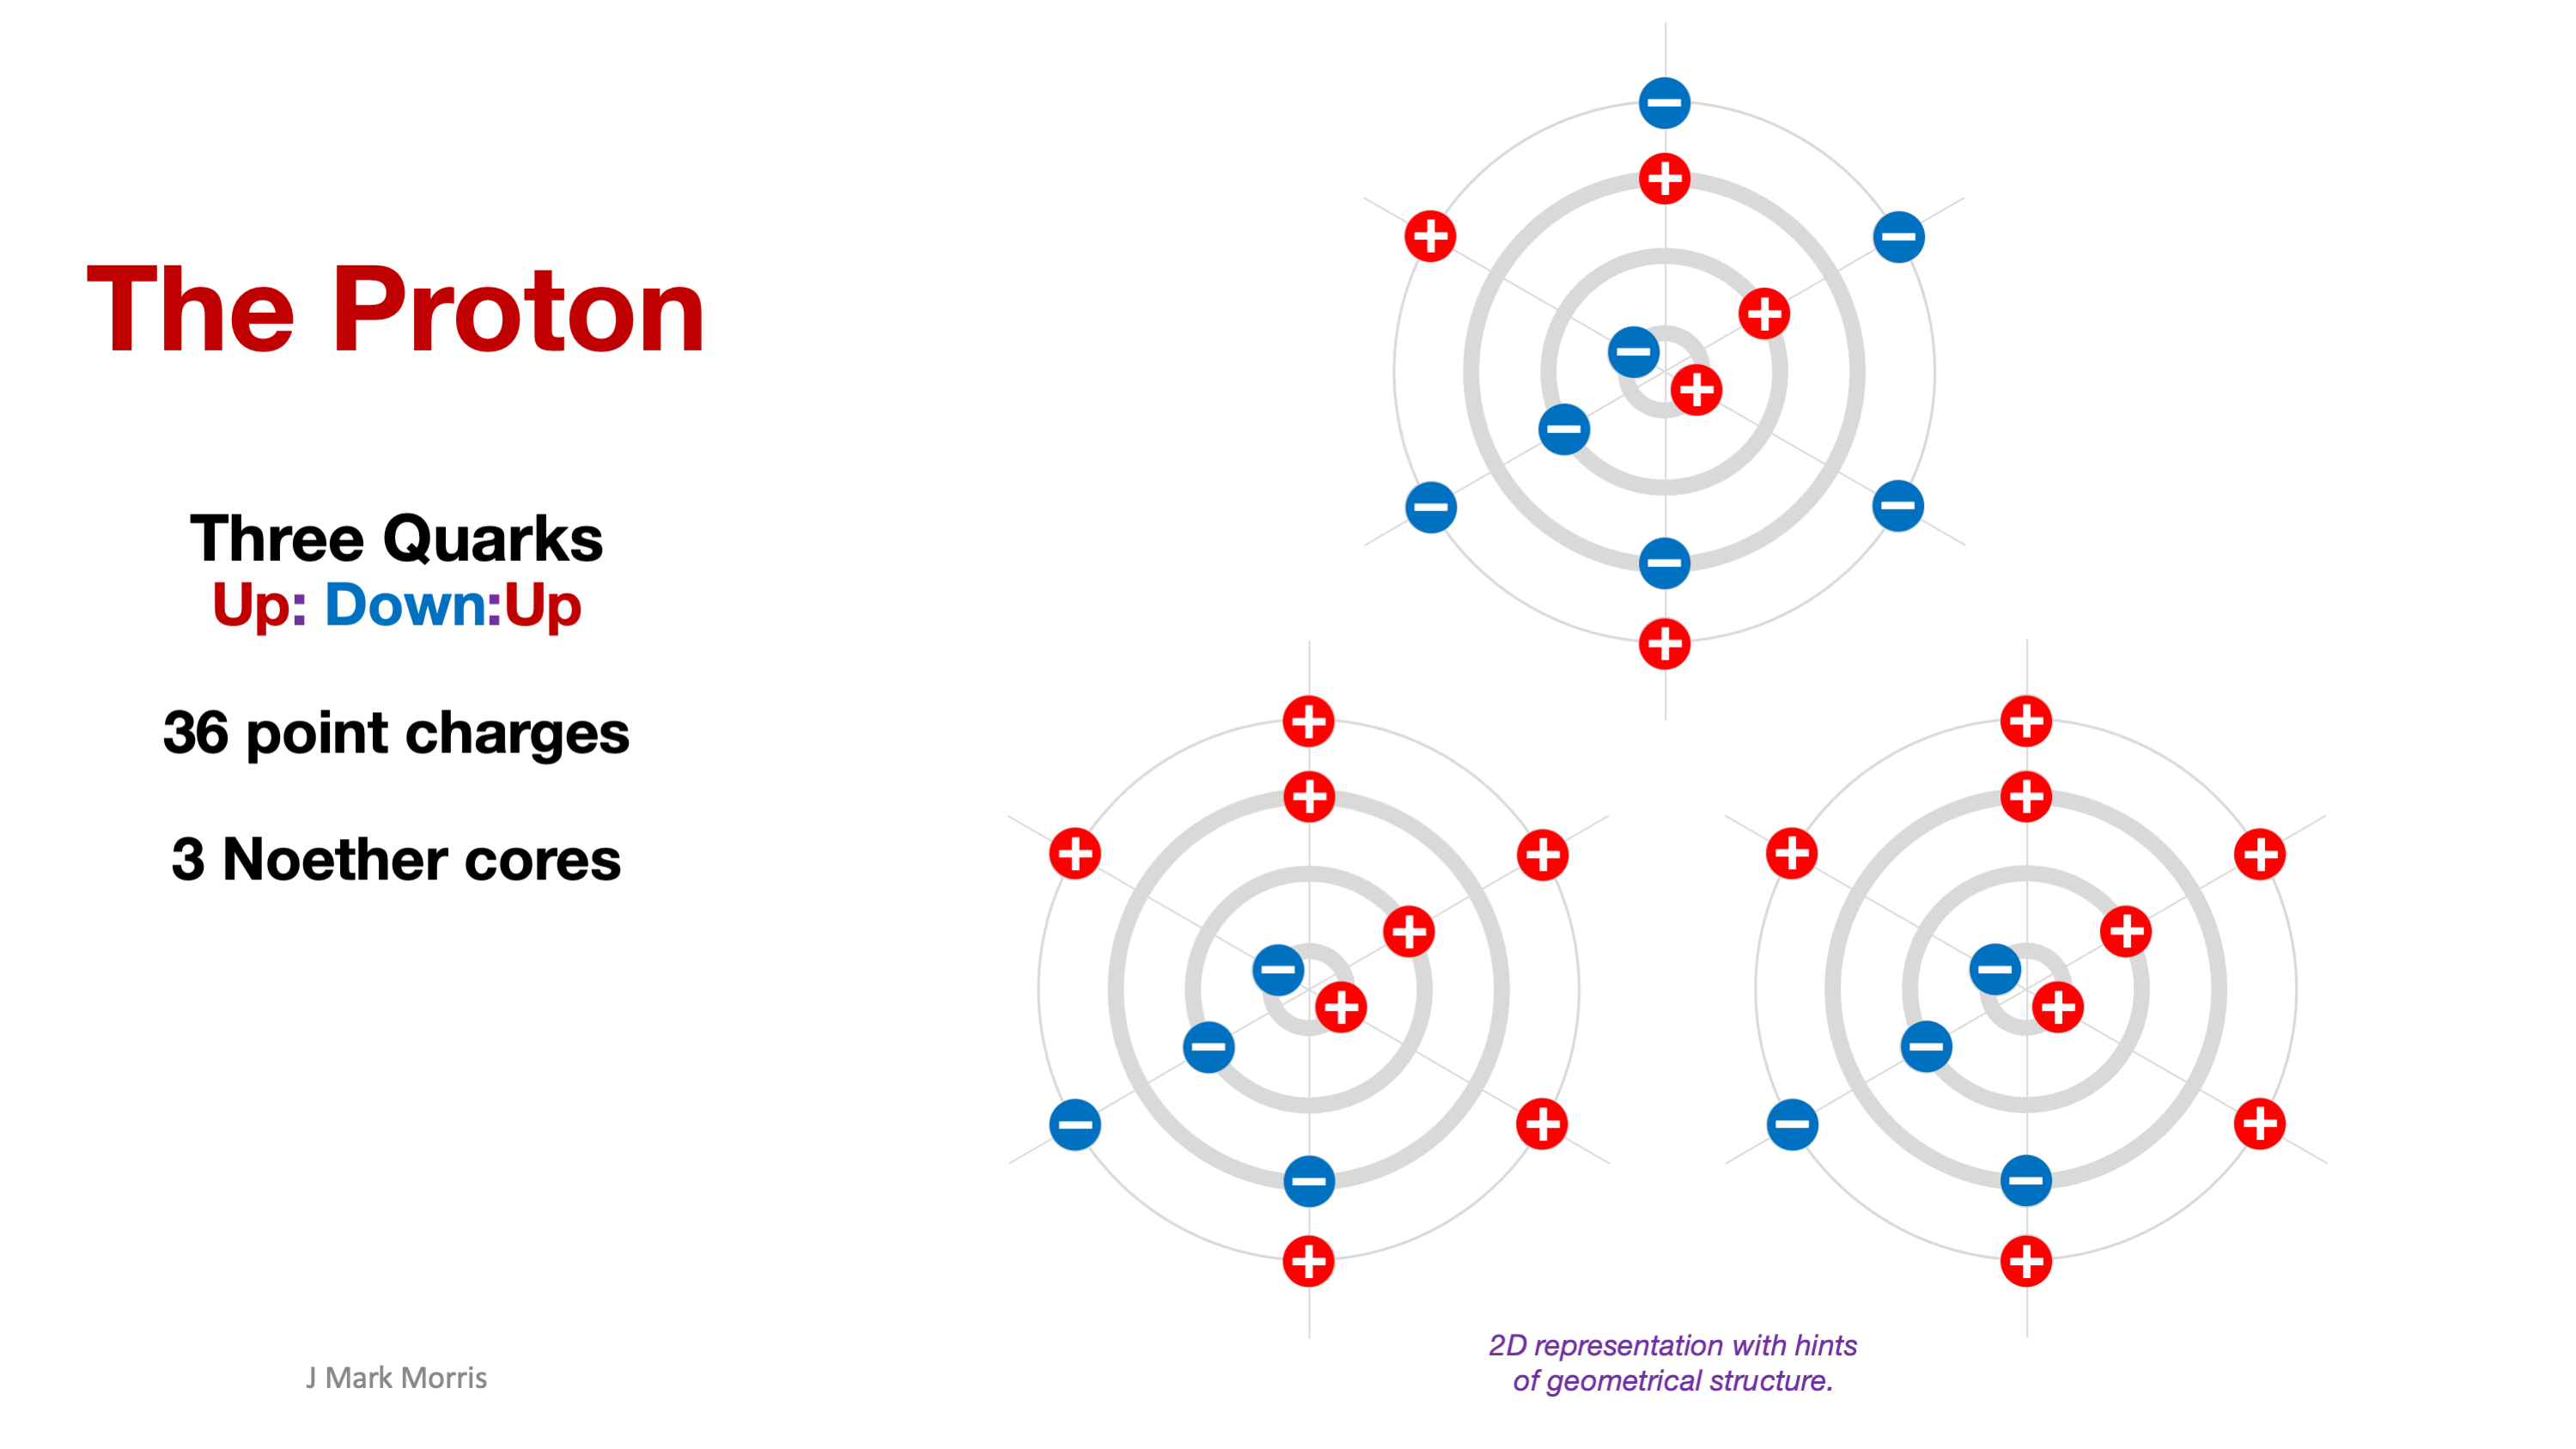 The Proton
Three Quarks
Up: Down:Up
36 point charges
3 Noether cores
J Mark Morris
2D representation with hints
of geometrical structure.